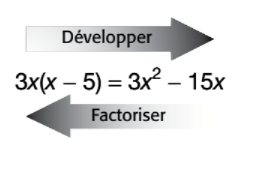 Développer
3x(x – 5) = 3x² – 15x
Factoriser